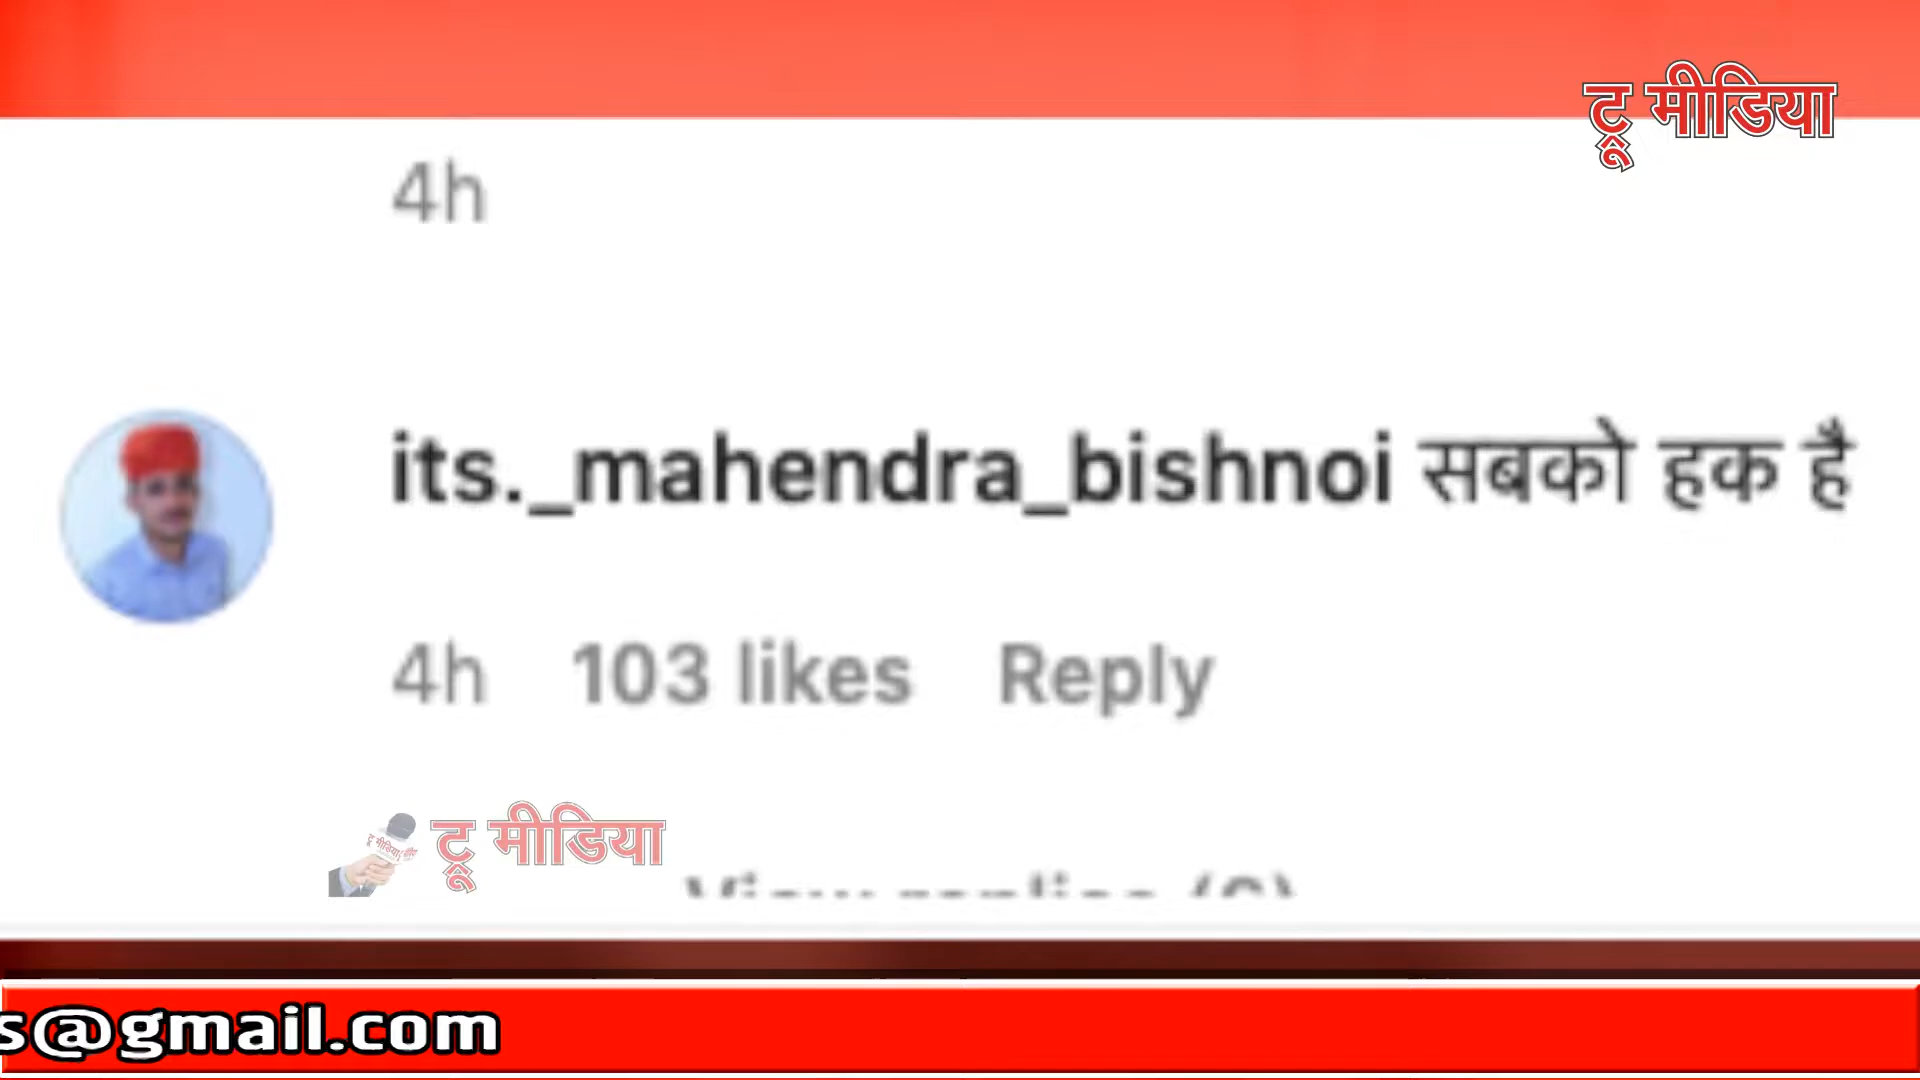 ट्रू मीडिया
4h
its._mahendra_bishnoi सबको हक है
4h 103 likes Reply
ट्रू मीडिया
s@gmail.com